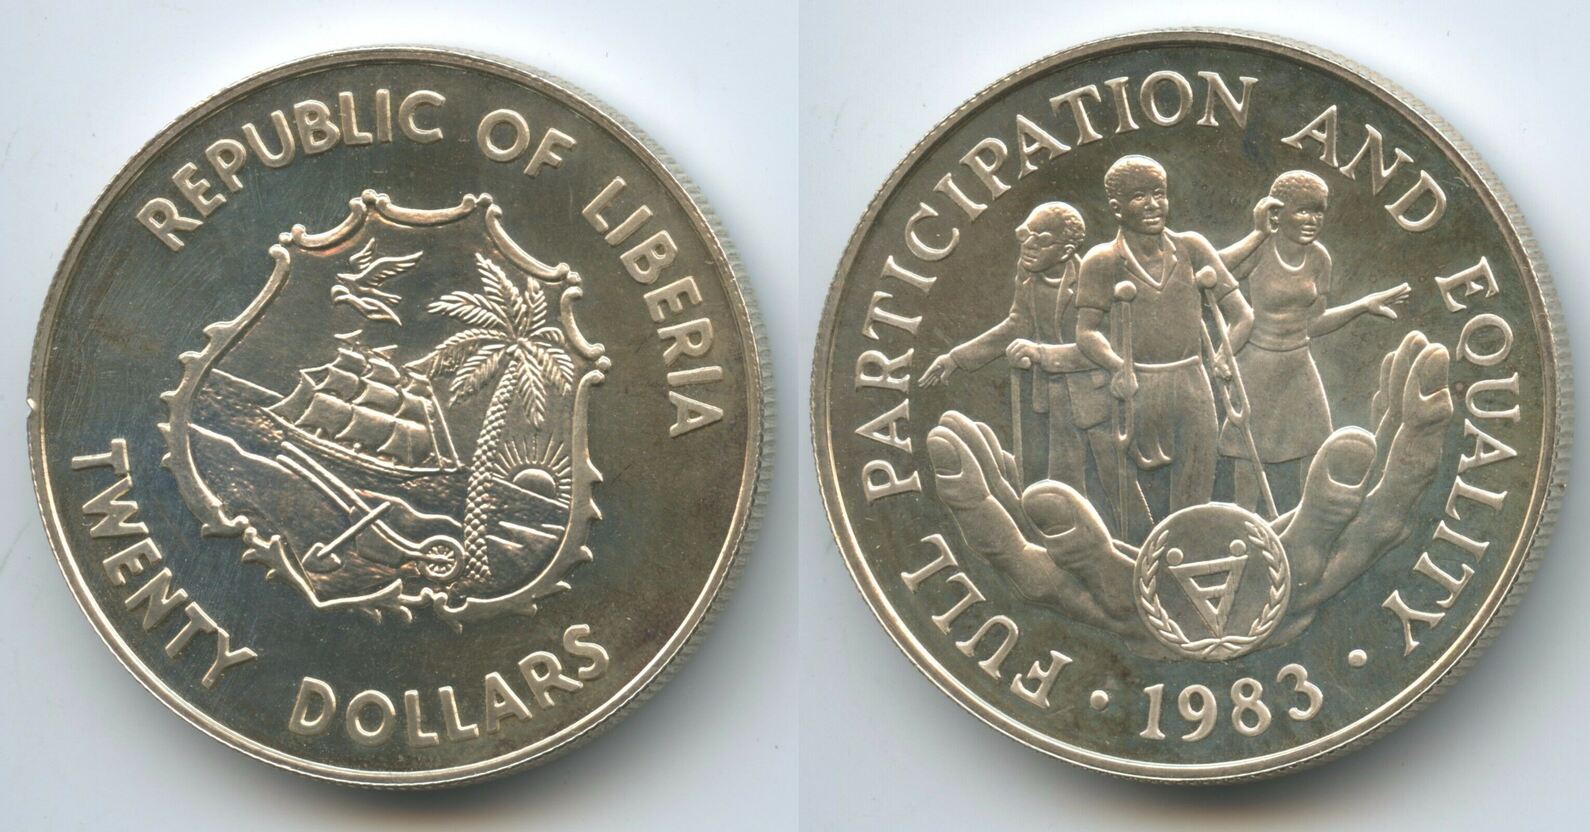 REPUBLIC OF LIBERIA
TWENTY DOLLARS
FULL PARTICIPATION AND EQUALITY
• 1983 •